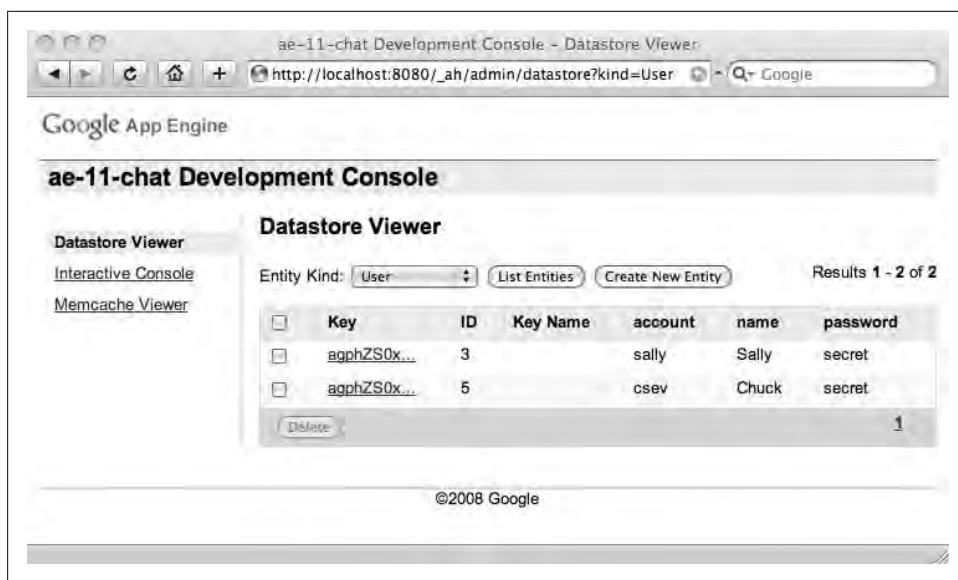 ae-11-chat Development Console - Datastore Viewer
http://localhost:8080/_ah/admin/datastore?kind=User
Google
Google App Engine
ae-11-chat Development Console
Datastore Viewer
Interactive Console
Memcache Viewer
Datastore Viewer
Entity Kind: User List Entities Create New Entity Results 1 - 2 of 2
Key ID Key Name account name password
agphZS0x... 3 sally Sally secret
agphZS0x... 5 csev Chuck secret
Delete 1
©2008 Google